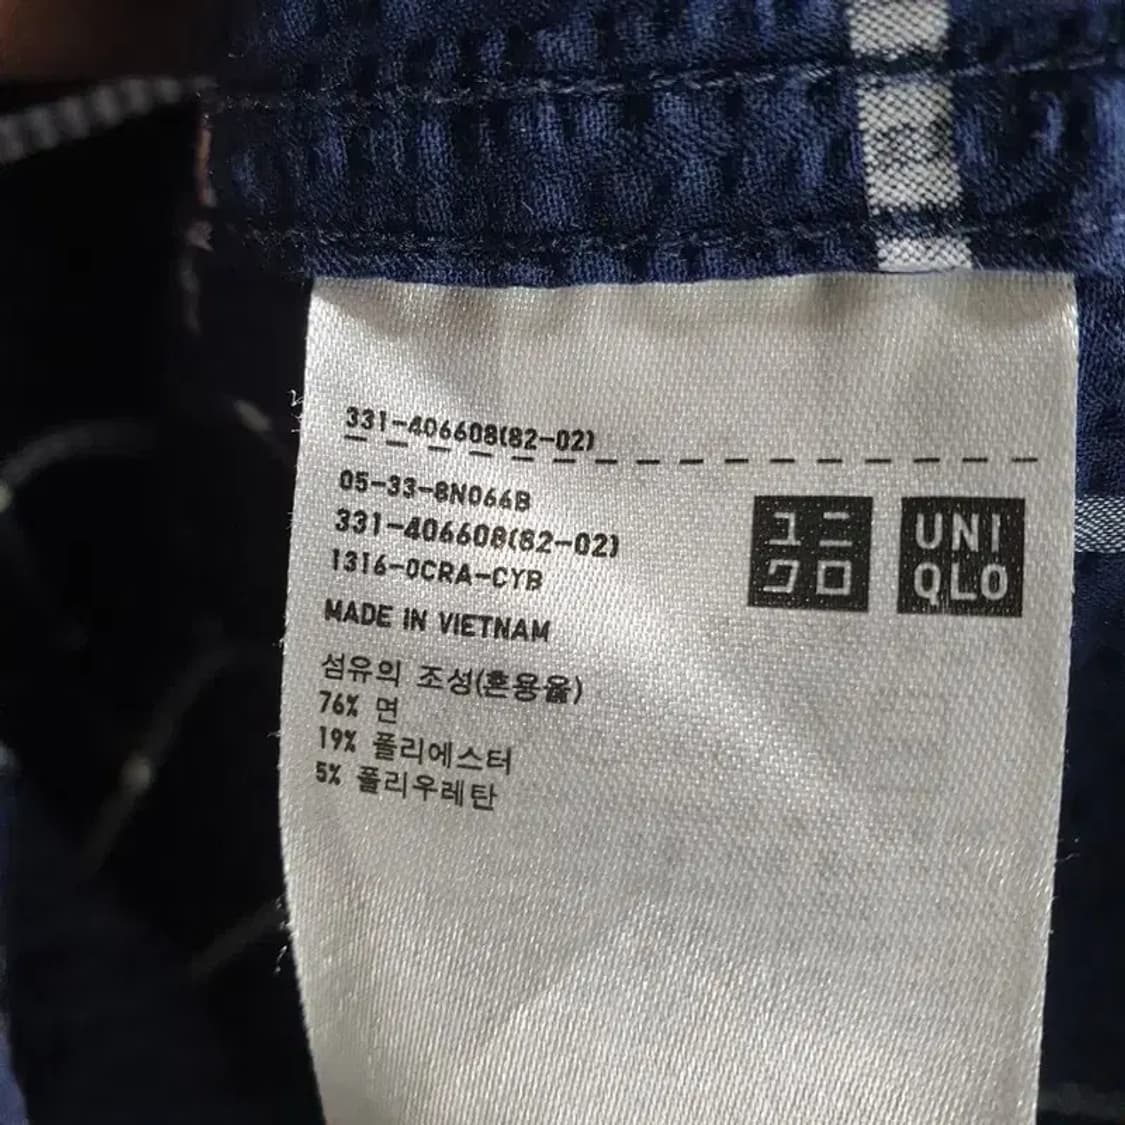 331-406608(82-02)
05-33-8N066B
331-406608(82-02)
1316-0CRA-CYB
MADE IN VIETNAM
섬유의 조성(혼용율)
76% 면
19% 폴리에스터
5% 폴리우레탄
ユニ
クロ
UNI
QLO